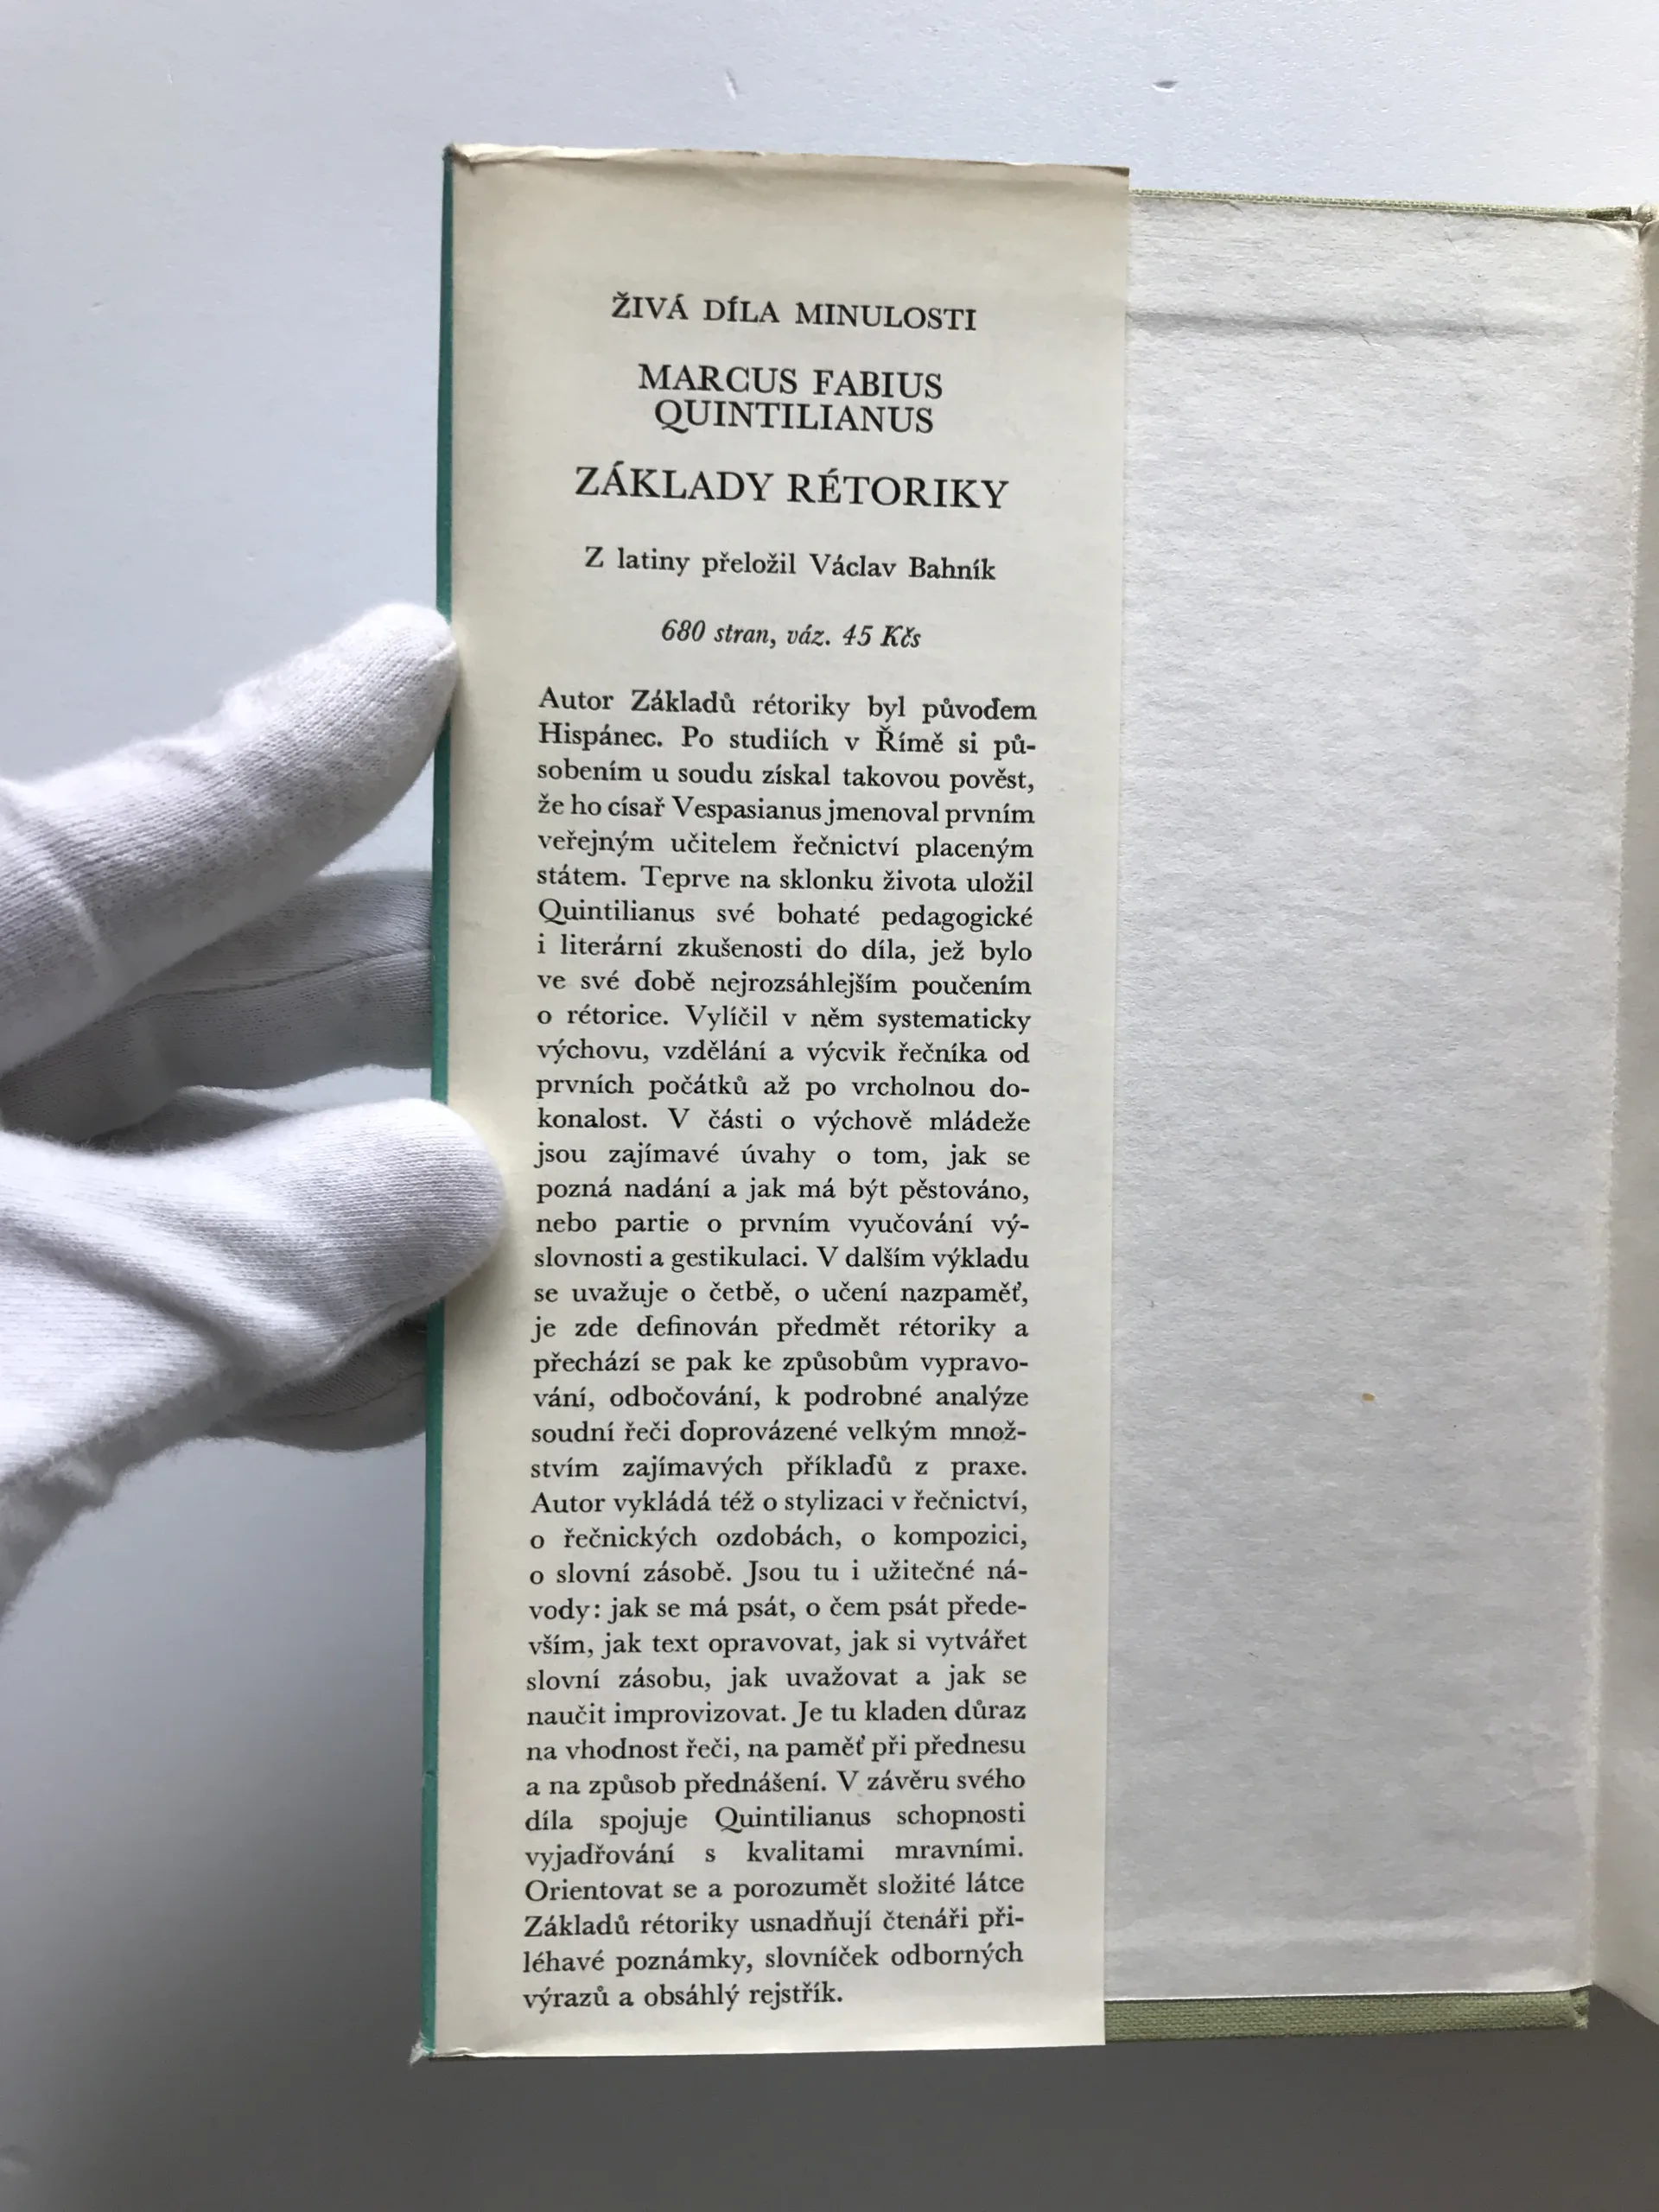 ŽIVÁ DÍLA MINULOSTI
MARCUS FABIUS
QUINTILIANUS
ZÁKLADY RÉTORIKY
Z latiny přeložil Václav Bahník
680 stran, váz. 45 Kčs
Autor Základů rétoriky byl původem
Hispánec. Po studiích v Římě si pů-
sobením u soudu získal takovou pověst,
že ho císař Vespasianus jmenoval prvním
veřejným učitelem řečnictví placeným
státem. Teprve na sklonku života uložil
Quintilianus své bohaté pedagogické
i literární zkušenosti do díla, jež bylo
ve své době nejrozsáhlejším poučením
o rétorice. Vylíčil v něm systematicky
výchovu, vzdělání a výcvik řečníka od
prvních počátků až po vrcholnou do-
konalost. V části o výchově mládeže
jsou zajímavé úvahy o tom, jak se
pozná nadání a jak má být pěstováno,
nebo partie o prvním vyučování vý-
slovnosti a gestikulaci. V dalším výkladu
se uvažuje o četbě, o učení nazpaměť,
je zde definován předmět rétoriky a
přechází se pak ke způsobům vypravo-
vání, odbočování, k podrobné analýze
soudní řeči doprovázené velkým množ-
stvím zajímavých příkladů z praxe.
Autor vykládá též o stylizaci v řečnictví,
o řečnických ozdobách, o kompozici,
o slovní zásobě. Jsou tu i užitečné ná-
vody: jak se má psát, o čem psát přede-
vším, jak text opravovat, jak si vytvářet
slovní zásobu, jak uvažovat a jak se
naučit improvizovat. Je tu kladen důraz
na vhodnost řeči, na paměť při přednesu
a na způsob přednášení. V závěru svého
díla spojuje Quintilianus schopnosti
vyjadřování s kvalitami mravními.
Orientovat se a porozumět složité látce
Základů rétoriky usnadňují čtenáři při-
léhavé poznámky, slovníček odborných
výrazů a obsáhlý rejstřík.